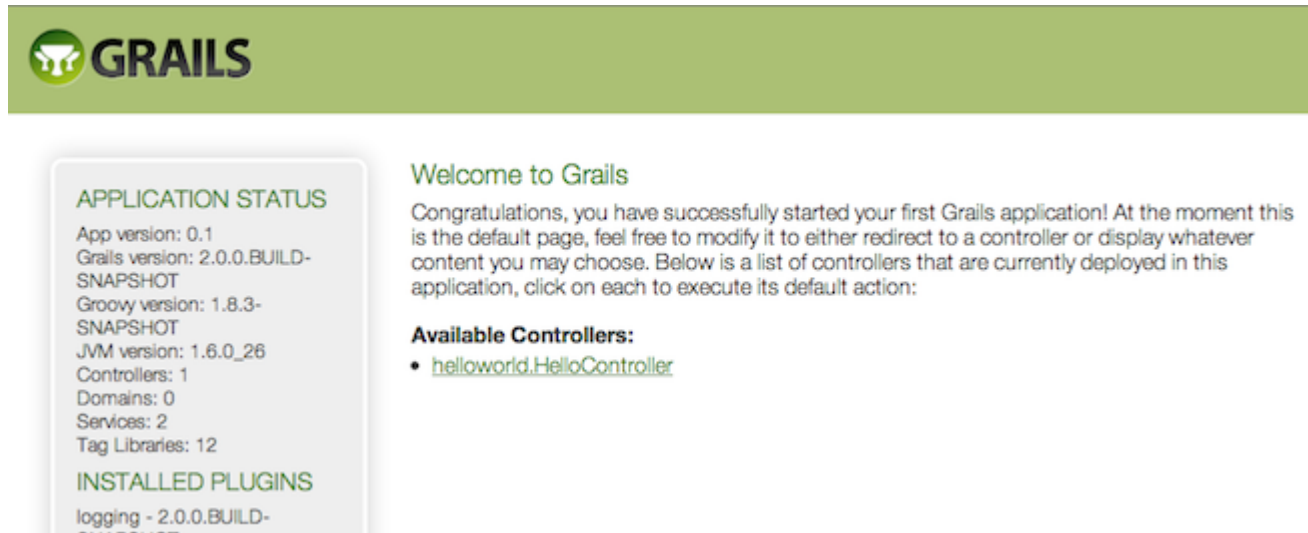 GRAILS
APPLICATION STATUS
App version: 0.1
Grails version: 2.0.0.BUILD-
SNAPSHOT
Groovy version: 1.8.3-
SNAPSHOT
JVM version: 1.6.0_26
Controllers: 1
Domains: 0
Services: 2
Tag Libraries: 12
INSTALLED PLUGINS
logging - 2.0.0.BUILD-
Welcome to Grails
Congratulations, you have successfully started your first Grails application! At the moment this
is the default page, feel free to modify it to either redirect to a controller or display whatever
content you may choose. Below is a list of controllers that are currently deployed in this
application, click on each to execute its default action:
Available Controllers:
• helloworld.HelloController